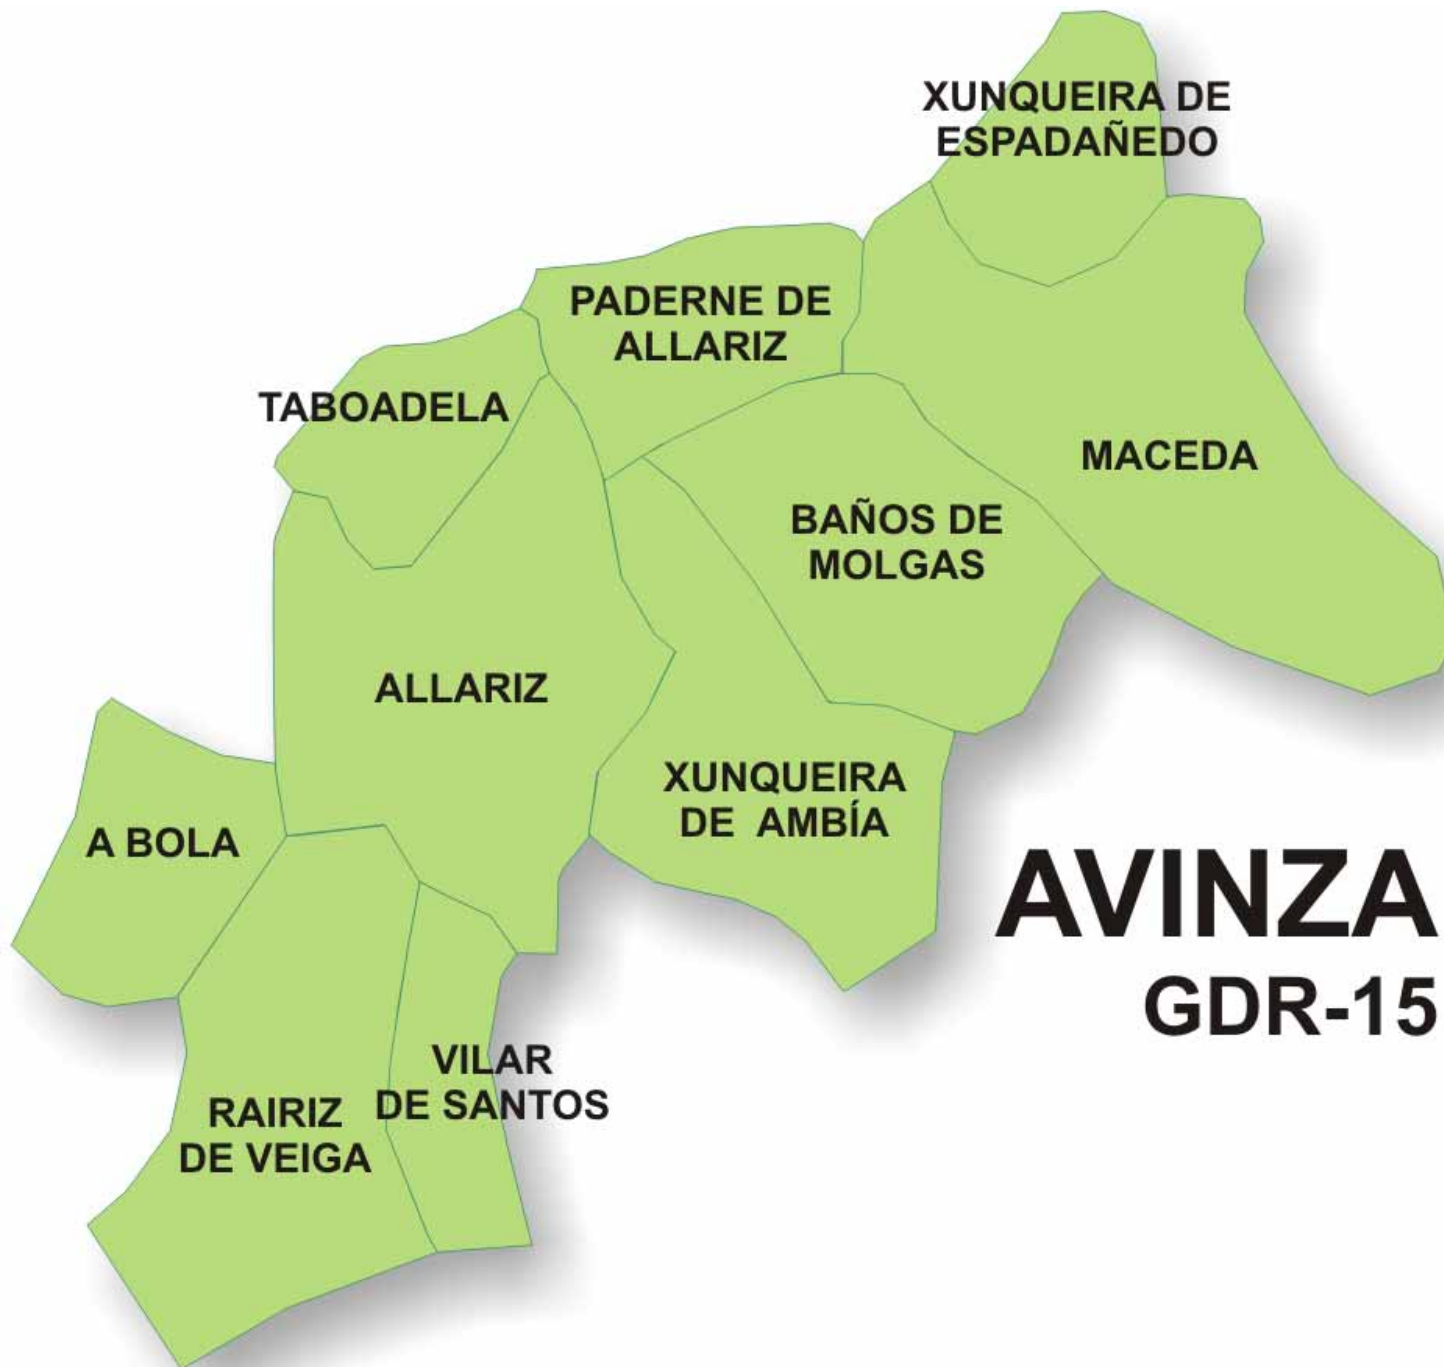 XUNQUEIRA DE
ESPADAÑEDO
PADERNE DE
ALLARIZ
TABOADELA
MACEDA
BAÑOS DE
MOLGAS
ALLARIZ
XUNQUEIRA
DE AMBÍA
A BOLA
AVINZA
GDR-15
VILAR
DE SANTOS
RAIRIZ
DE VEIGA